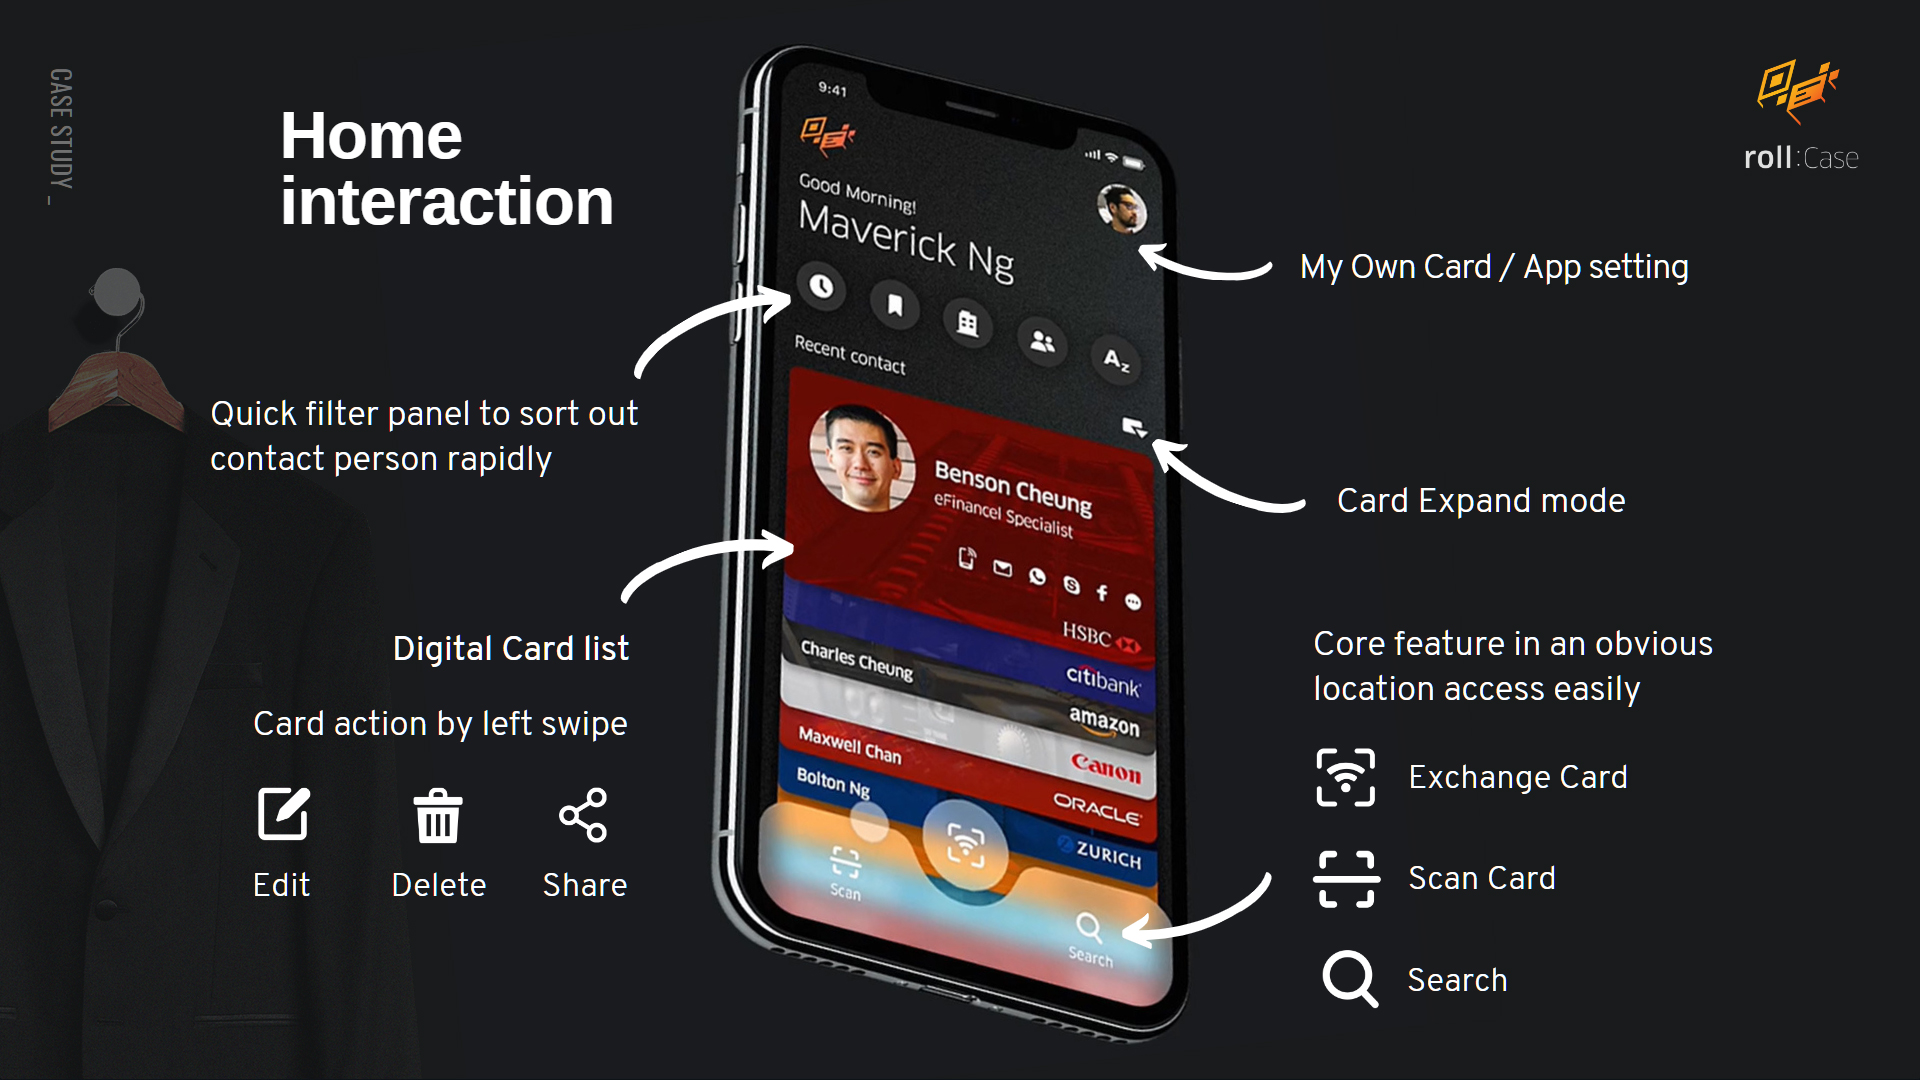 CASE STUDY _
Home
interaction
roll:Case
9:41
Good Morning!
Maverick Ng
My Own Card / App setting
Az
Recent contact
Quick filter panel to sort out
contact person rapidly
Benson Cheung
eFinancel Specialist
Card Expand mode
HSBC
Digital Card list
citibank
Charles Cheung
amazon
Canon
Maxwell Chan
ORACLE
Bolton Ng
ZURICH
Scan
Search
Card action by left swipe
Edit
Delete
Share
Core feature in an obvious
location access easily
Exchange Card
Scan Card
Search